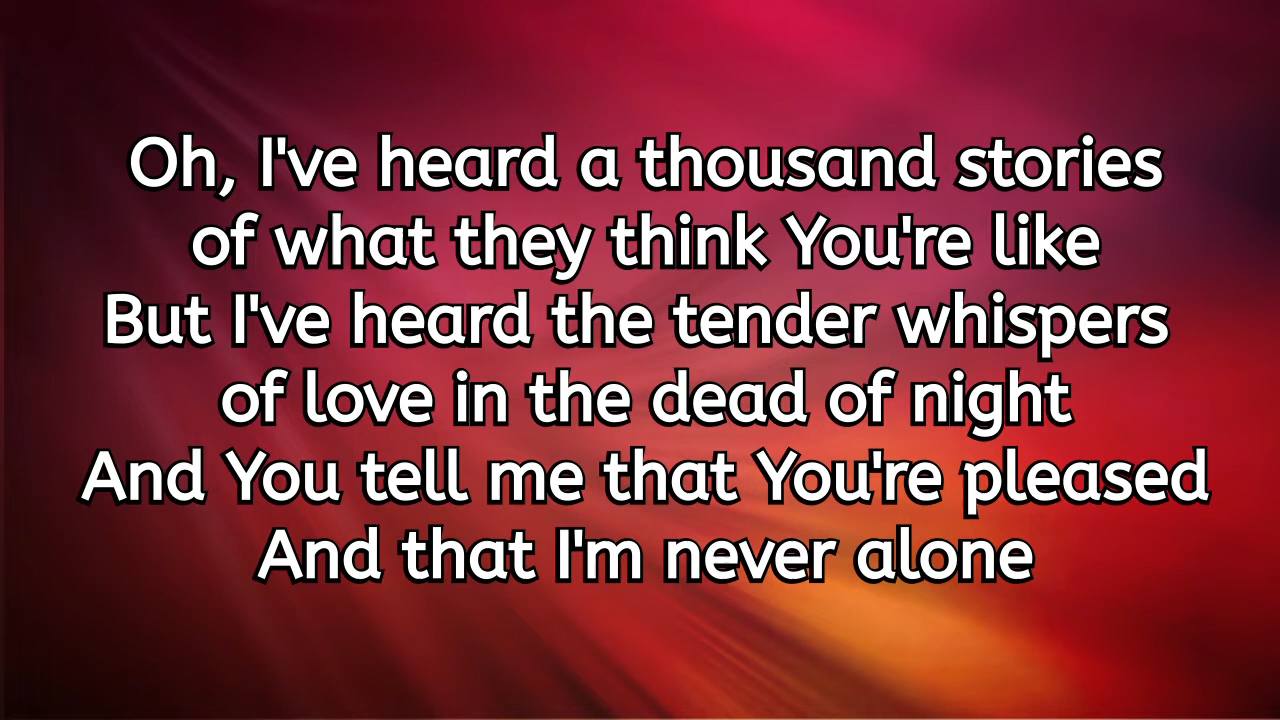 Oh, I've heard a thousand stories
of what they think You're like
But I've heard the tender whispers
of love in the dead of night
And You tell me that You're pleased
And that I'm never alone